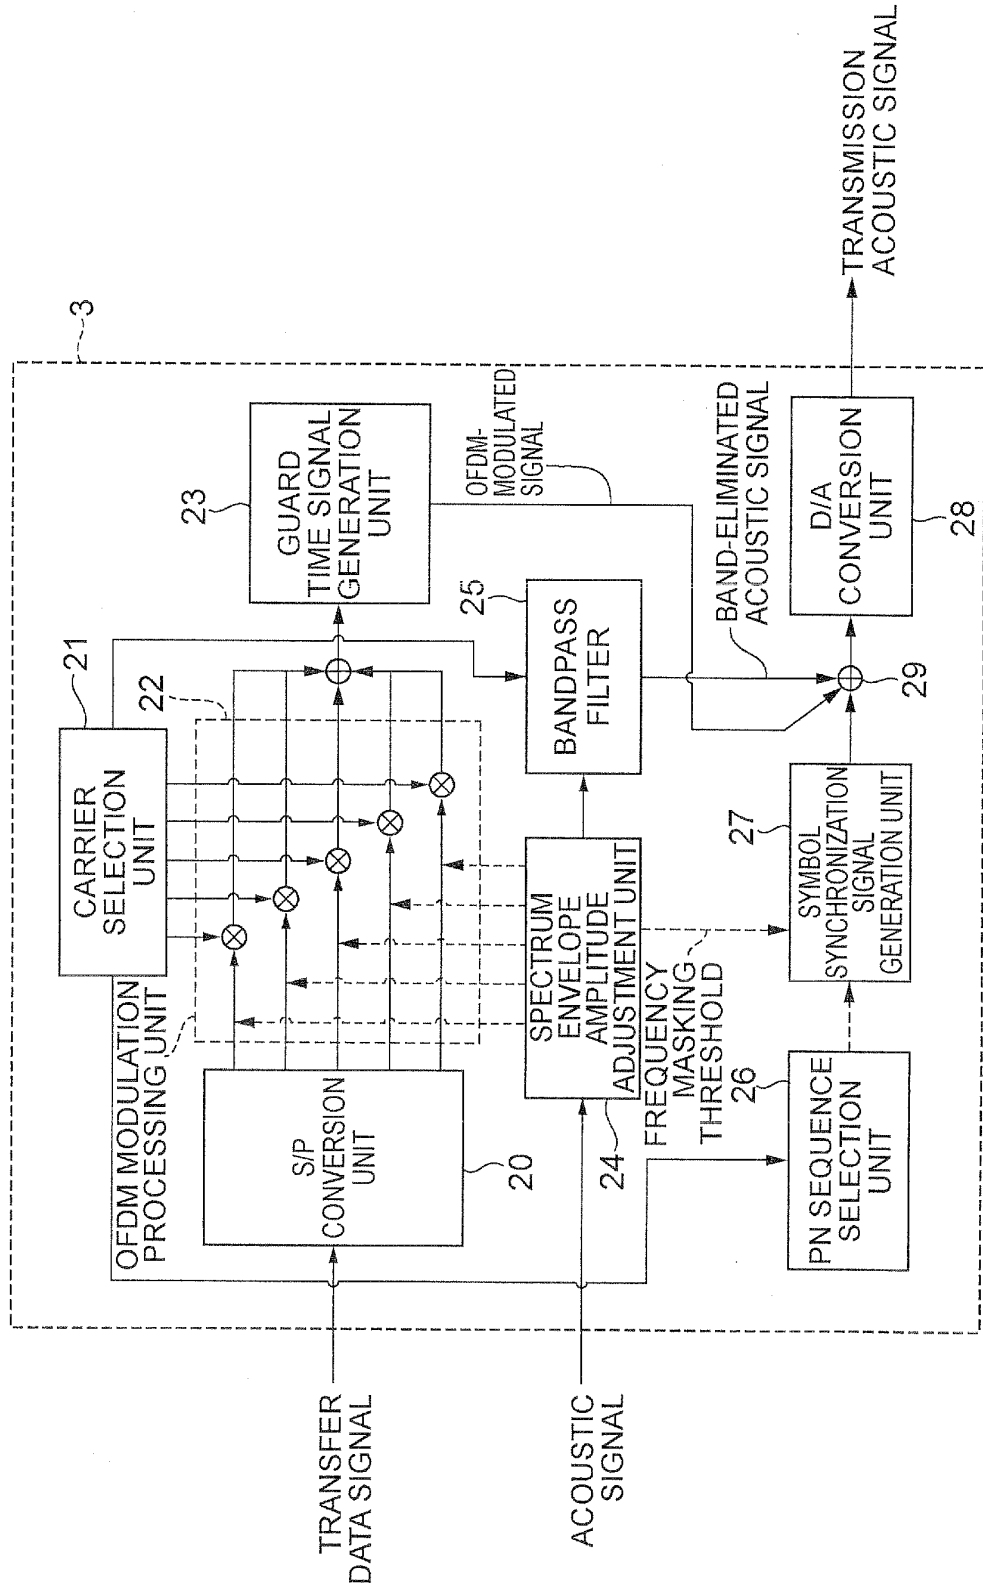 3
CARRIER
SELECTION
UNIT
21
OFDM MODULATION
PROCESSING UNIT
22
23
GUARD
TIME SIGNAL
GENERATION
UNIT
TRANSFER
DATA SIGNAL
S/P
CONVERSION
UNIT
20
OFDM-
MODULATED
SIGNAL
ACOUSTIC
SIGNAL
SPECTRUM
ENVELOPE
AMPLITUDE
ADJUSTMENT UNIT
24
25
BANDPASS
FILTER
FREQUENCY
MASKING
THRESHOLD
BAND-ELIMINATED
ACOUSTIC SIGNAL
26
PN SEQUENCE
SELECTION
UNIT
27
SYMBOL
SYNCHRONIZATION
SIGNAL
GENERATION UNIT
29
D/A
CONVERSION
UNIT
28
TRANSMISSION
ACOUSTIC SIGNAL